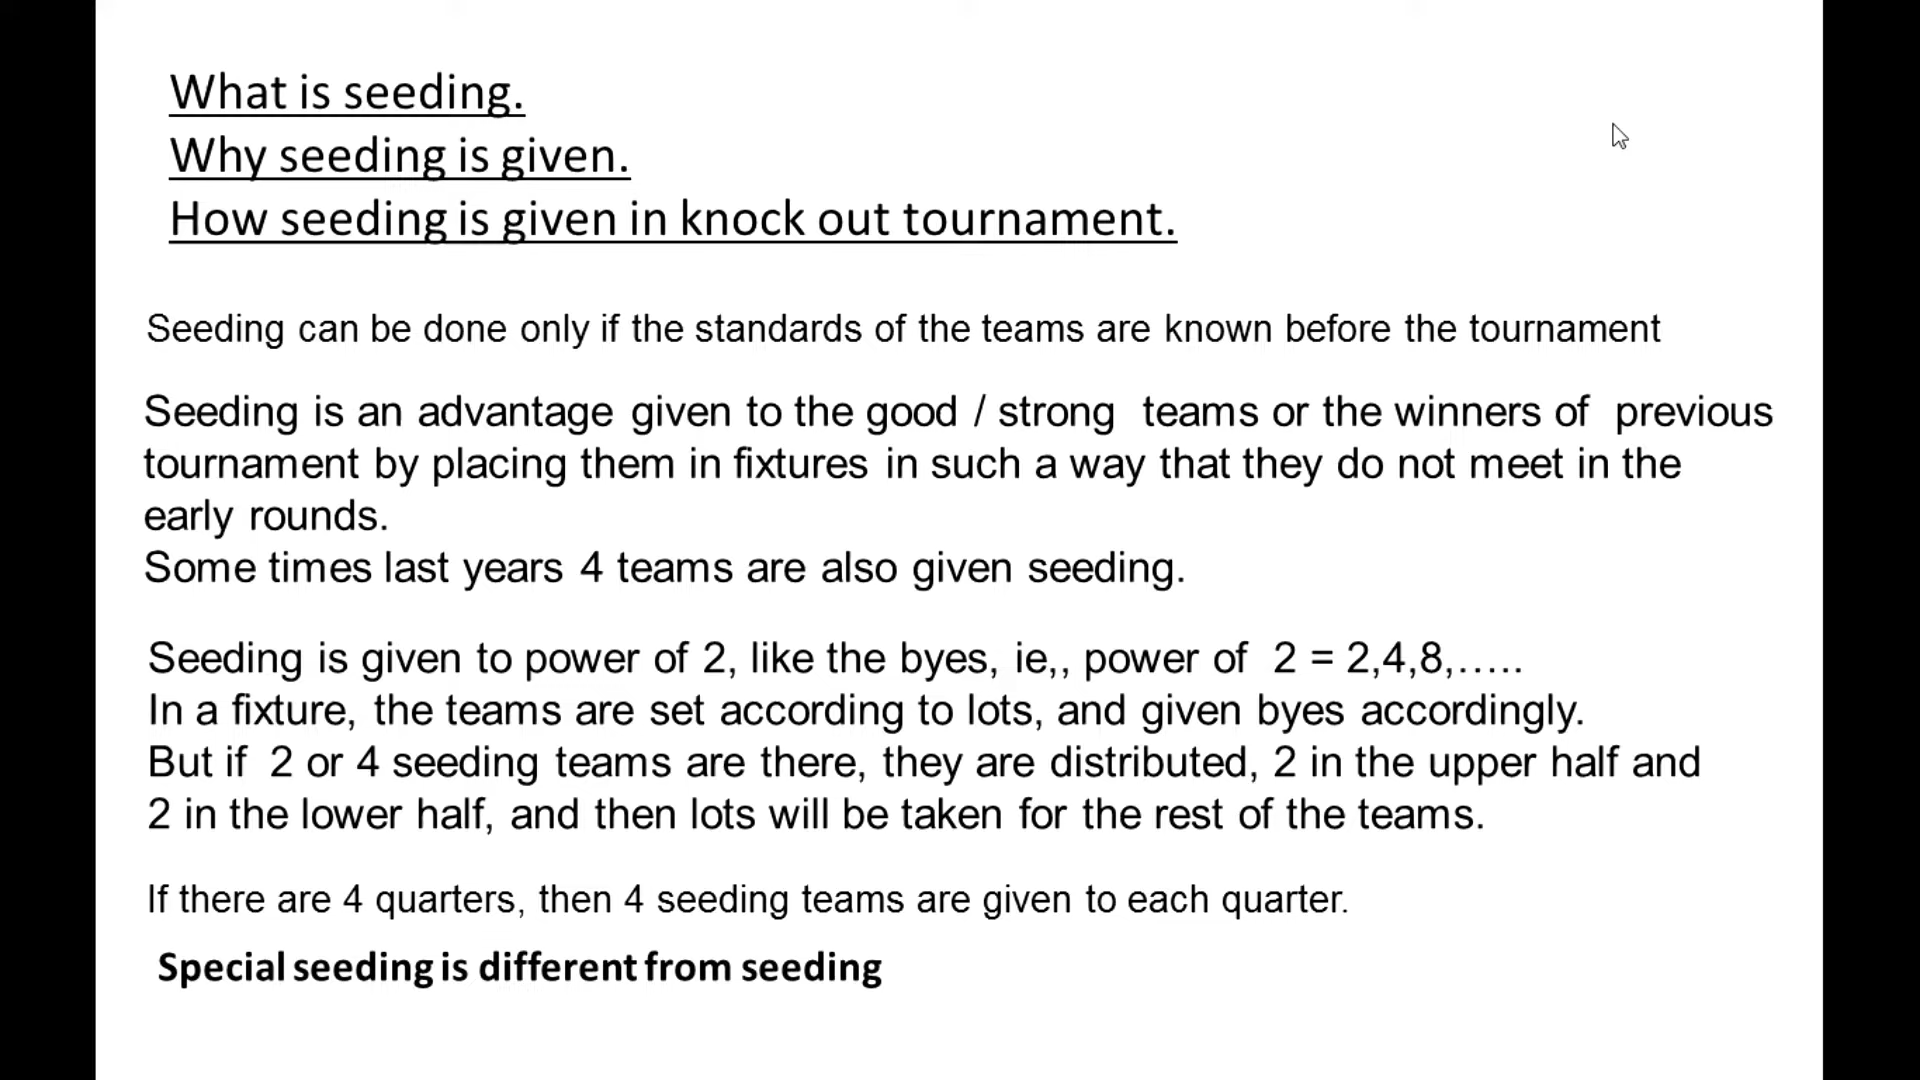 What is seeding.
Why seeding is given.
How seeding is given in knock out tournament.
Seeding can be done only if the standards of the teams are known before the tournament
Seeding is an advantage given to the good / strong teams or the winners of previous
tournament by placing them in fixtures in such a way that they do not meet in the
early rounds.
Some times last years 4 teams are also given seeding.
Seeding is given to power of 2, like the byes, ie,, power of 2 = 2,4,8,.....
In a fixture, the teams are set according to lots, and given byes accordingly.
But if 2 or 4 seeding teams are there, they are distributed, 2 in the upper half and
2 in the lower half, and then lots will be taken for the rest of the teams.
If there are 4 quarters, then 4 seeding teams are given to each quarter.
Special seeding is different from seeding